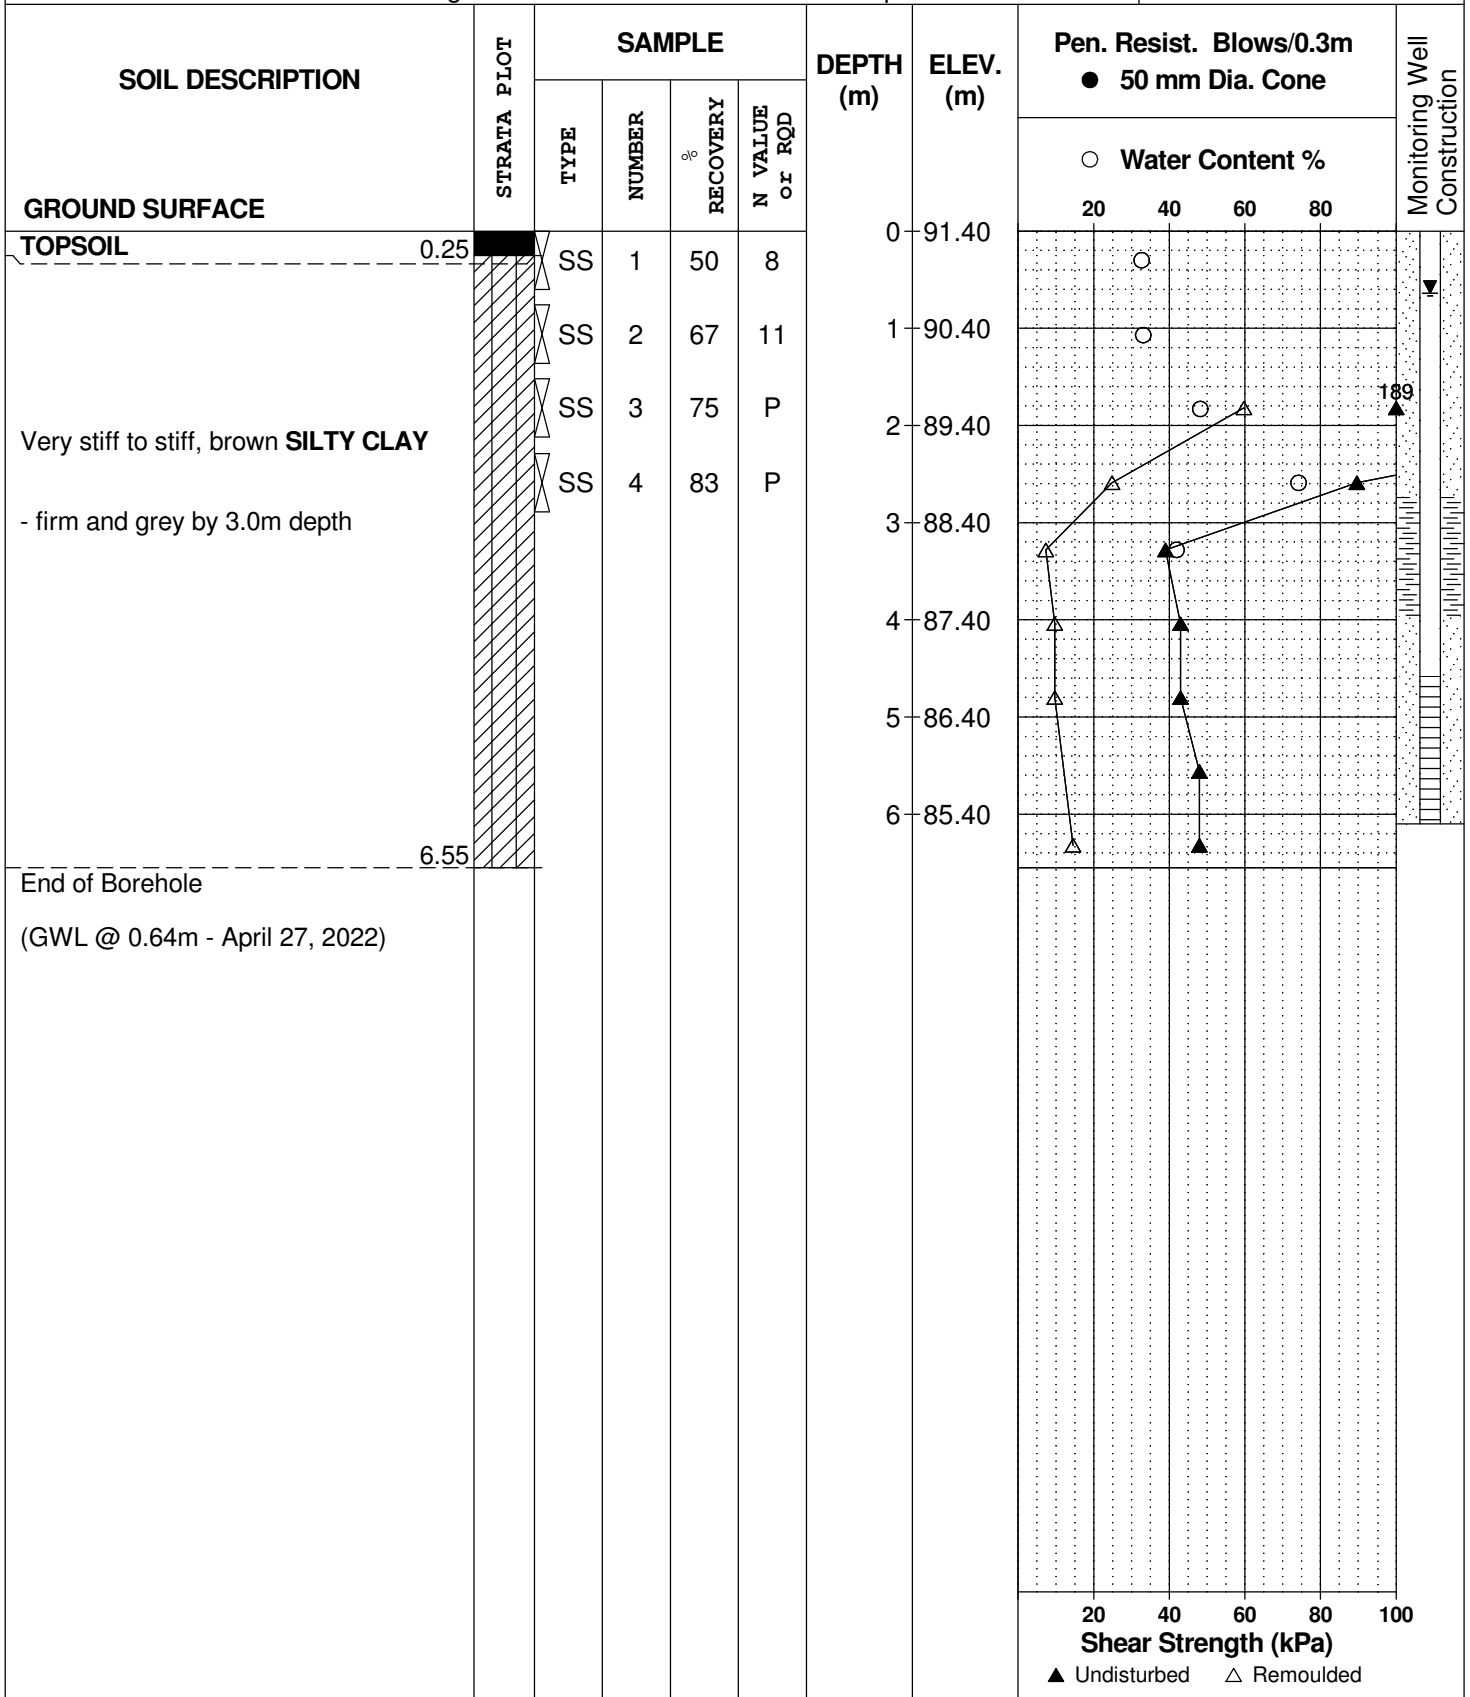 SOIL DESCRIPTION
GROUND SURFACE
STRATA PLOT
SAMPLE
TYPE
NUMBER
% RECOVERY
N VALUE or RQD
DEPTH (m)
ELEV. (m)
Pen. Resist. Blows/0.3m
● 50 mm Dia. Cone
○ Water Content %
20 40 60 80
Monitoring Well Construction
TOPSOIL 0.25
SS 1 50 8
SS 2 67 11
SS 3 75 P
SS 4 83 P
Very stiff to stiff, brown SILTY CLAY
- firm and grey by 3.0m depth
6.55
End of Borehole
(GWL @ 0.64m - April 27, 2022)
0 91.40
1 90.40
2 89.40
3 88.40
4 87.40
5 86.40
6 85.40
189
20 40 60 80 100
Shear Strength (kPa)
▲ Undisturbed △ Remoulded